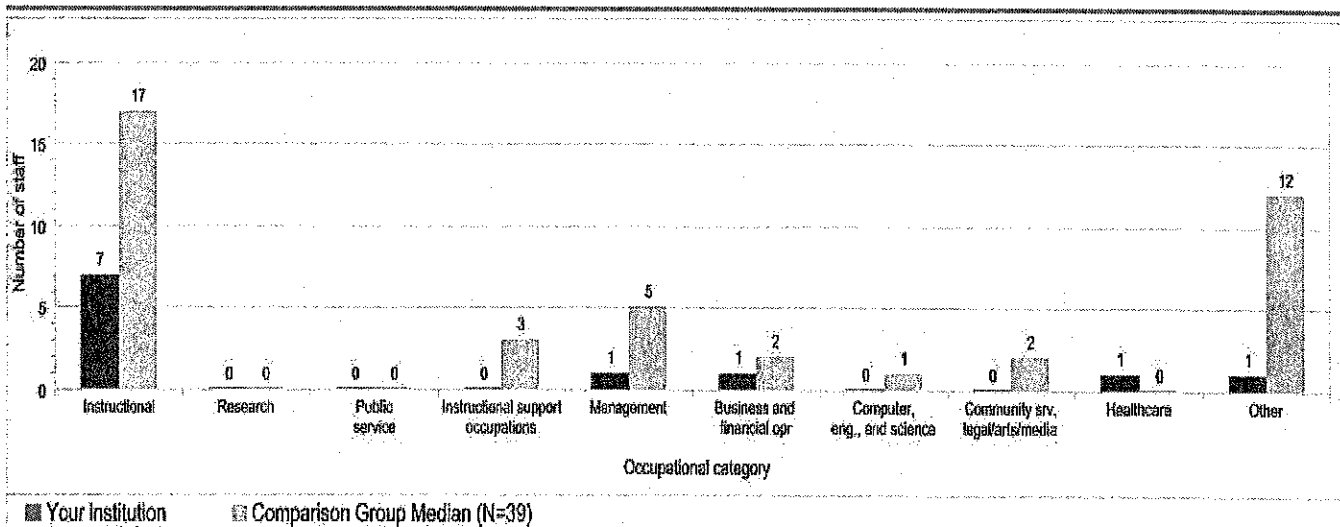 20
17
15
12
10
7
5
5
3
2
2
1
1
1
1
1
0
0
0
0
0
0
0
0
0
Number of staff
Instructional
Research
Public
service
Instructional support
occupations
Management
Business and
financial opr
Computer,
eng., and science
Community srv,
legal/arts/media
Healthcare
Other
Occupational category
Your Institution
Comparison Group Median (N=39)